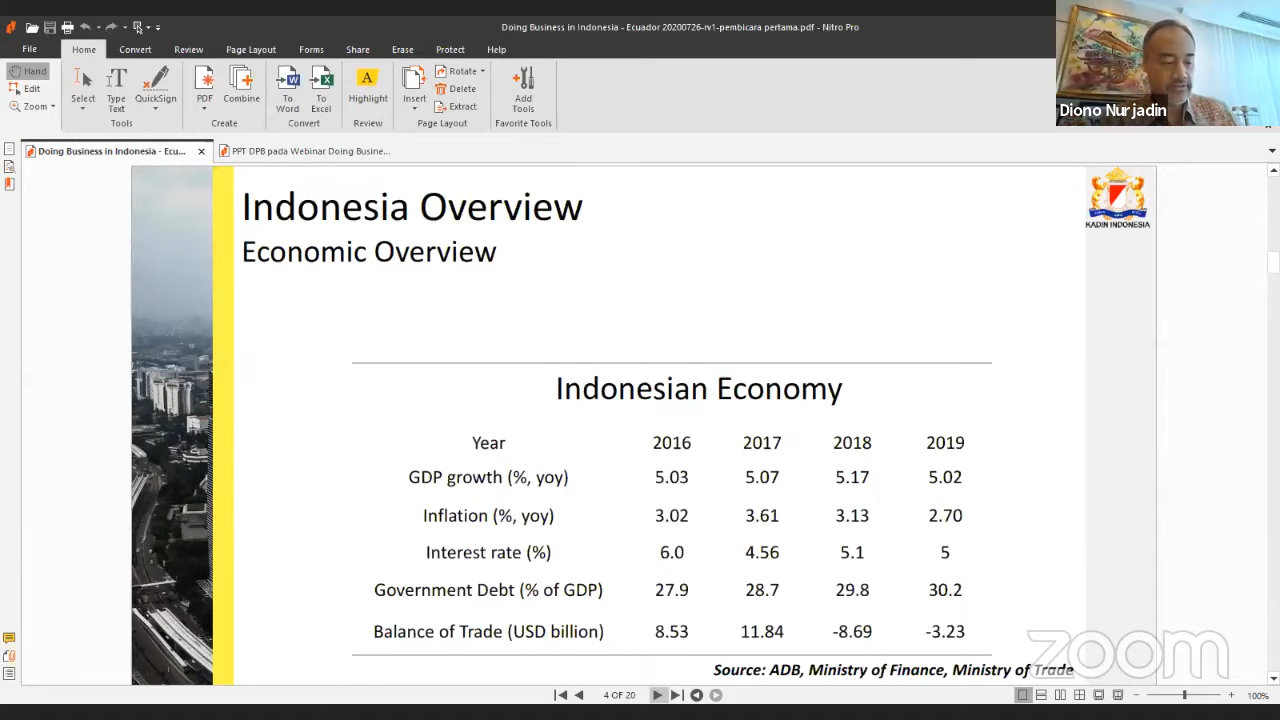 Doing Business in Indonesia - Ecuador 20200726-rv1-pembicara pertama.pdf - Nitro Pro
File Home Convert Review Page Layout Forms Share Erase Protect Help
Hand
Edit
Zoom
Select
Type Text
QuickSign
Tools
PDF
Combine
Create
To Word
To Excel
Convert
Highlight
Review
Insert
Rotate
Delete
Extract
Page Layout
Add Tools
Favorite Tools
Diono Nurjadin
Doing Business in Indonesia - Ecu...
PPT DPB pada Webinar Doing Busine...
Indonesia Overview
Economic Overview
KADIN INDONESIA
Indonesian Economy
Year 2016 2017 2018 2019
GDP growth (%, yoy) 5.03 5.07 5.17 5.02
Inflation (%, yoy) 3.02 3.61 3.13 2.70
Interest rate (%) 6.0 4.56 5.1 5
Government Debt (% of GDP) 27.9 28.7 29.8 30.2
Balance of Trade (USD billion) 8.53 11.84 -8.69 -3.23
Source: ADB, Ministry of Finance, Ministry of Trade
zoom
4 OF 20
100%